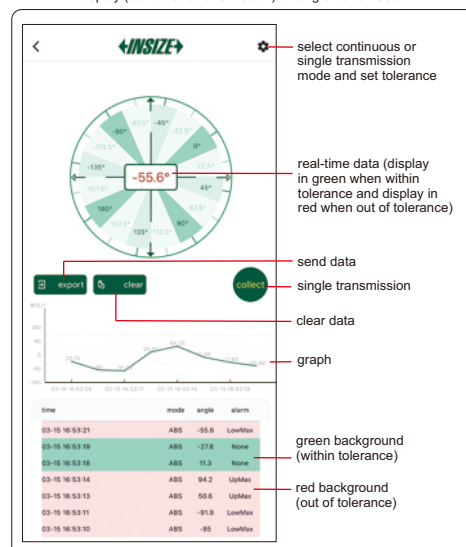 INSIZE
select continuous or
single transmission
mode and set tolerance
-67.5°
-45°
-22.5°
-90°
0°
-112.5°
22.5°
-135°
-55.6°
real-time data (display
in green when within
tolerance and display in
red when out of tolerance)
45°
-157.5°
67.5°
180°
90°
157.5°
135°
112.5°
export
clear
collect
send data
single transmission
clear data
graph
time mode angle alarm
03-15 16:53:21 ABS -55.6 LowMax
03-15 16:53:19 ABS -27.8 None
03-15 16:53:18 ABS 11.3 None
03-15 16:53:14 ABS 94.2 UpMax
03-15 16:53:13 ABS 50.6 UpMax
03-15 16:53:11 ABS -91.9 LowMax
03-15 16:53:10 ABS -85 LowMax
green background
(within tolerance)
red background
(out of tolerance)